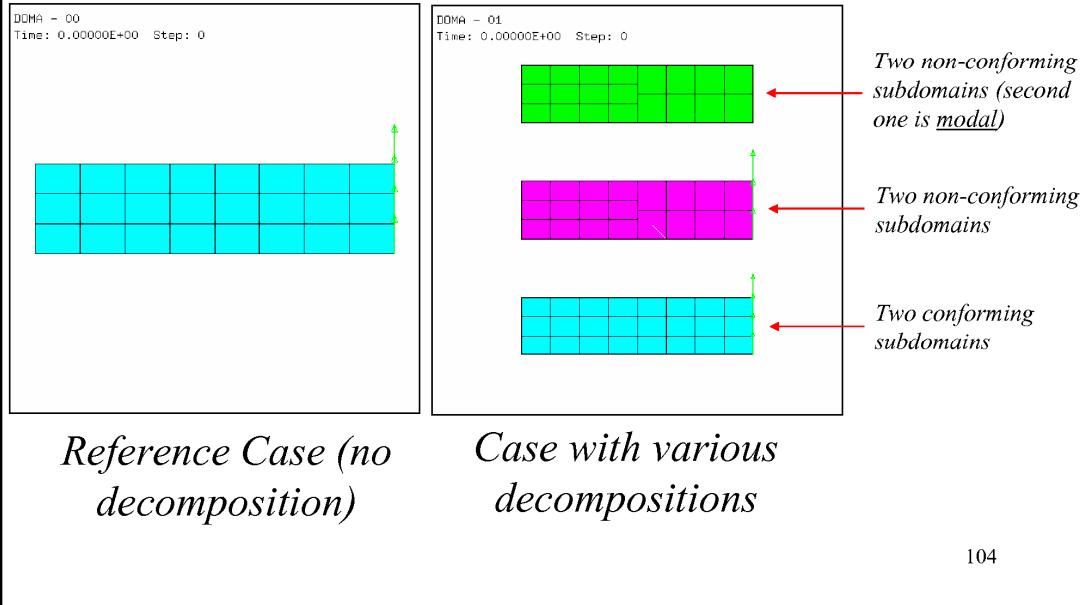 DOMA - 00
Time: 0.00000E+00 Step: 0
DOMA - 01
Time: 0.00000E+00 Step: 0
Two non-conforming
subdomains (second
one is modal)
Two non-conforming
subdomains
Two conforming
subdomains
Reference Case (no
decomposition)
Case with various
decompositions
104